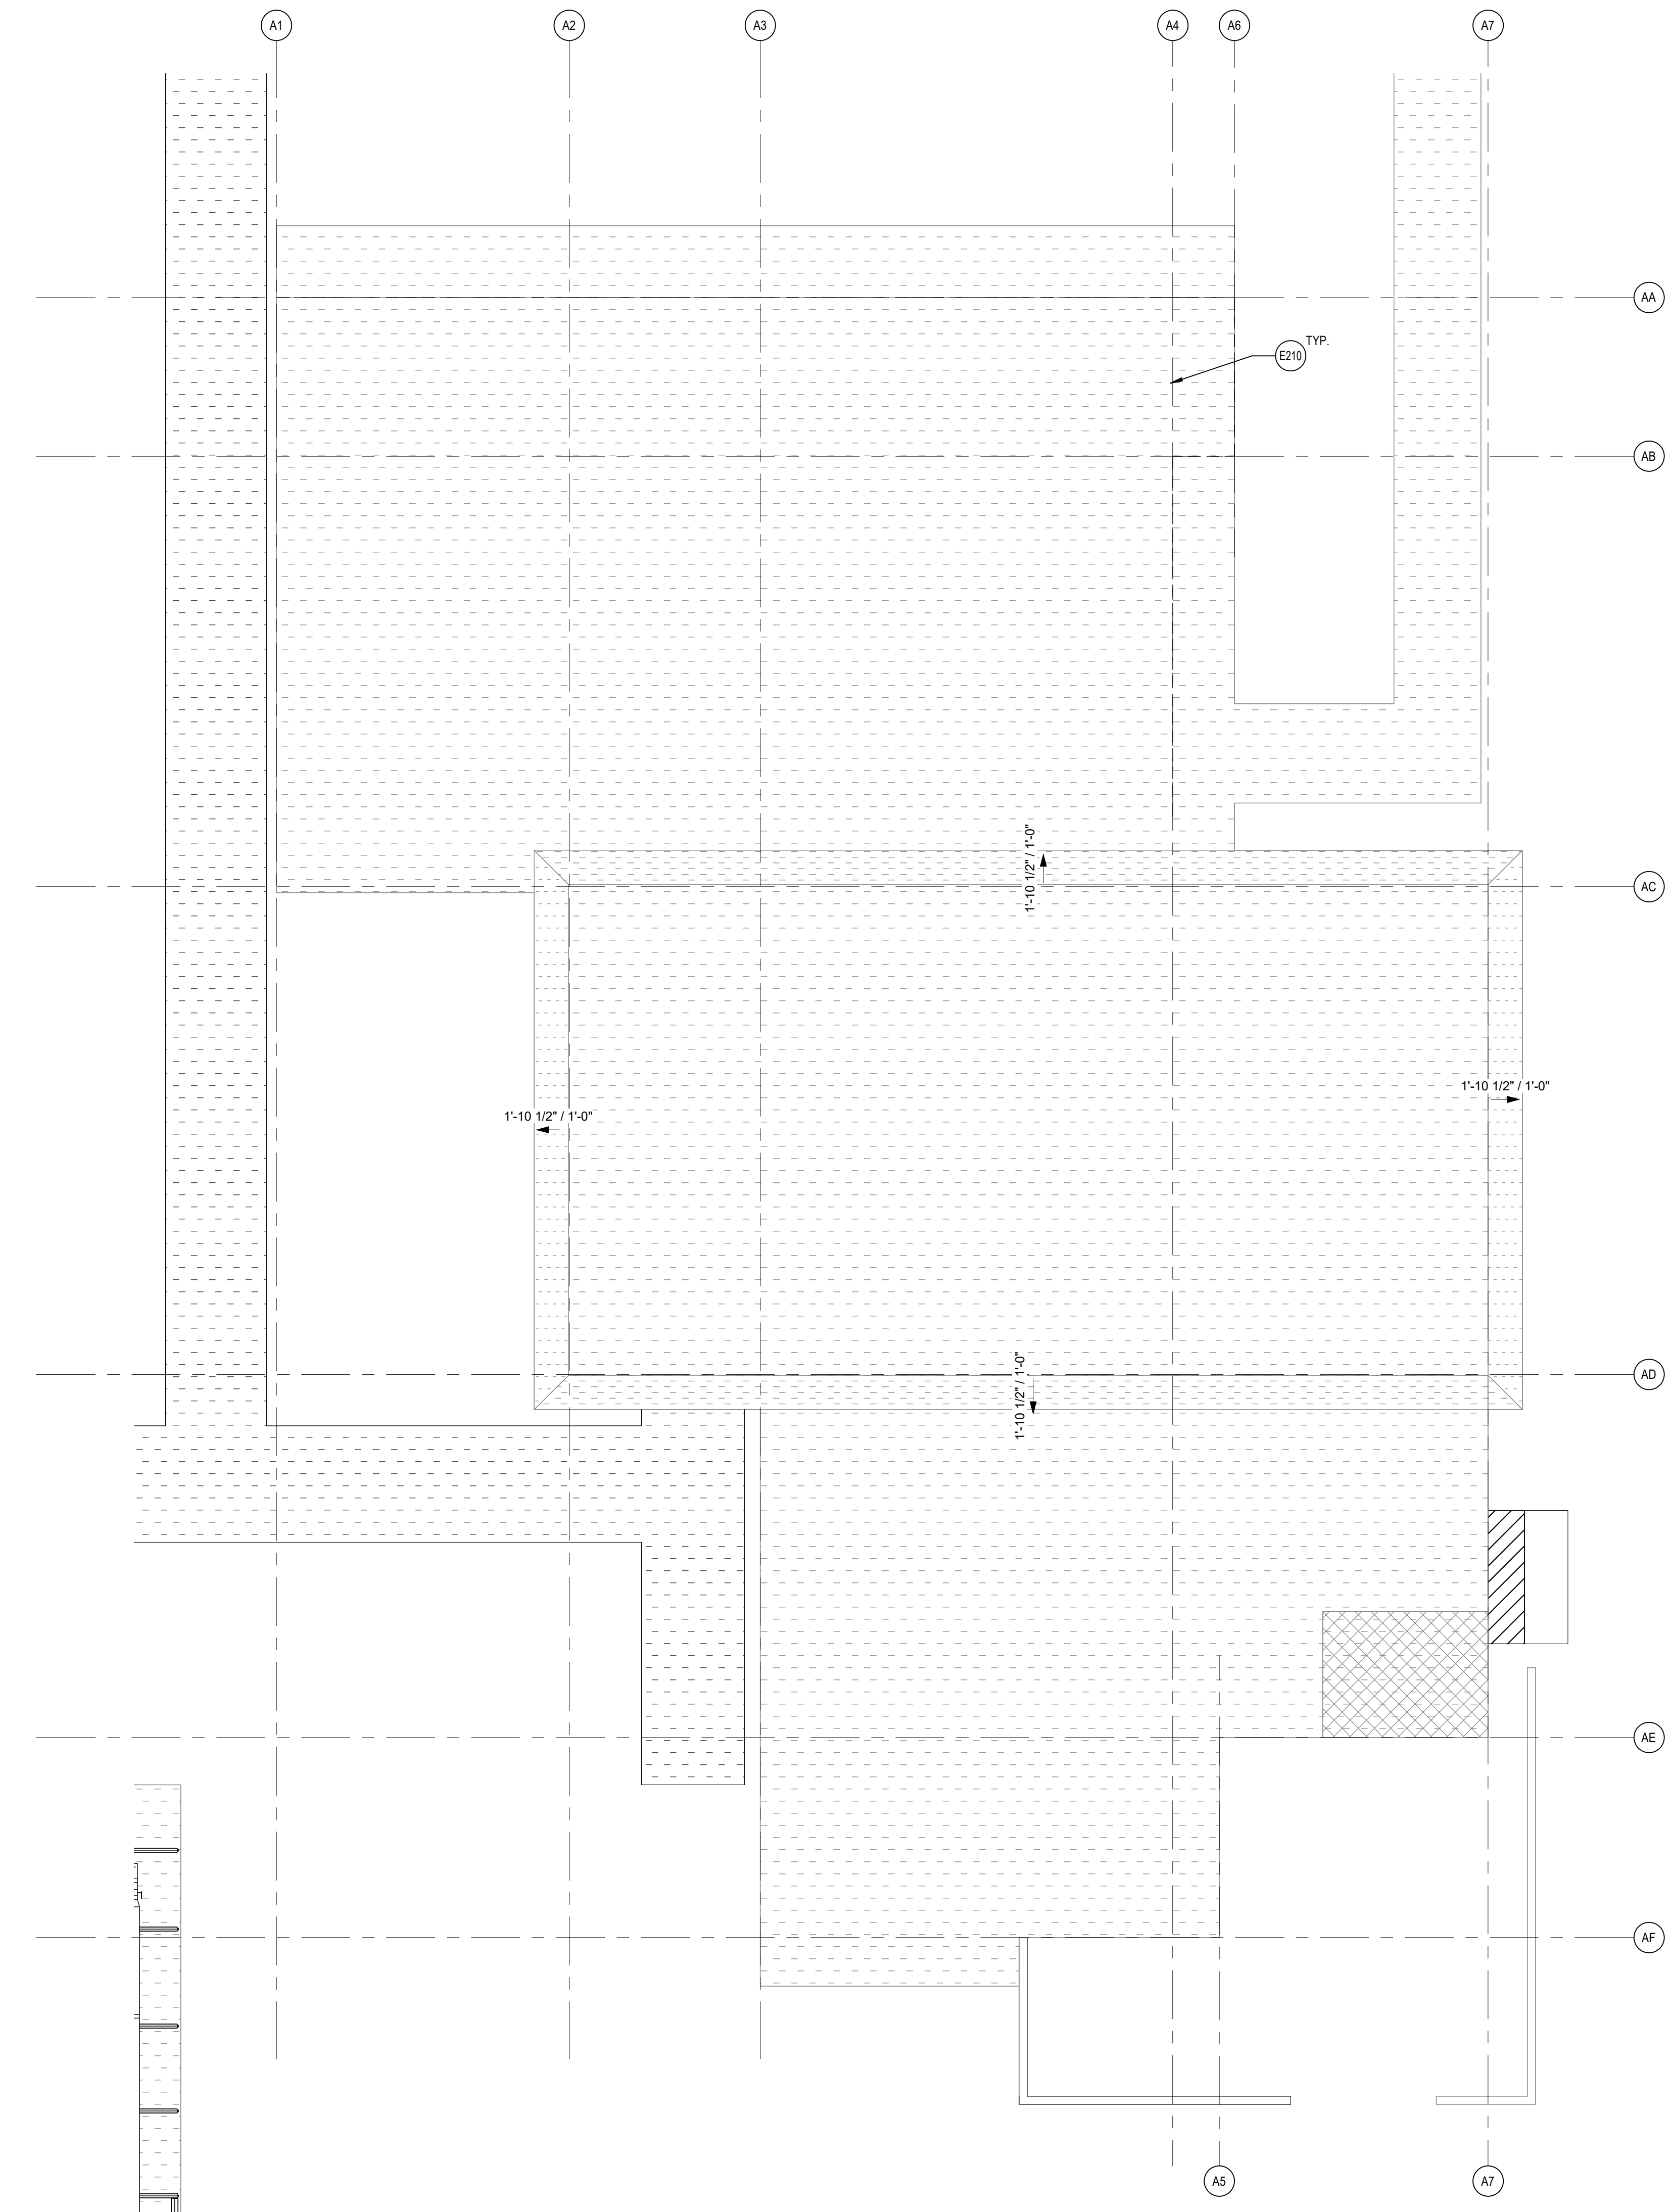 A1
A2
A3
A4
A6
A7
AA
TYP.
E210
AB
1'-10 1/2" / 1'-0"
AC
1'-10 1/2" / 1'-0"
1'-10 1/2" / 1'-0"
1'-10 1/2" / 1'-0"
AD
AE
AF
A5
A7